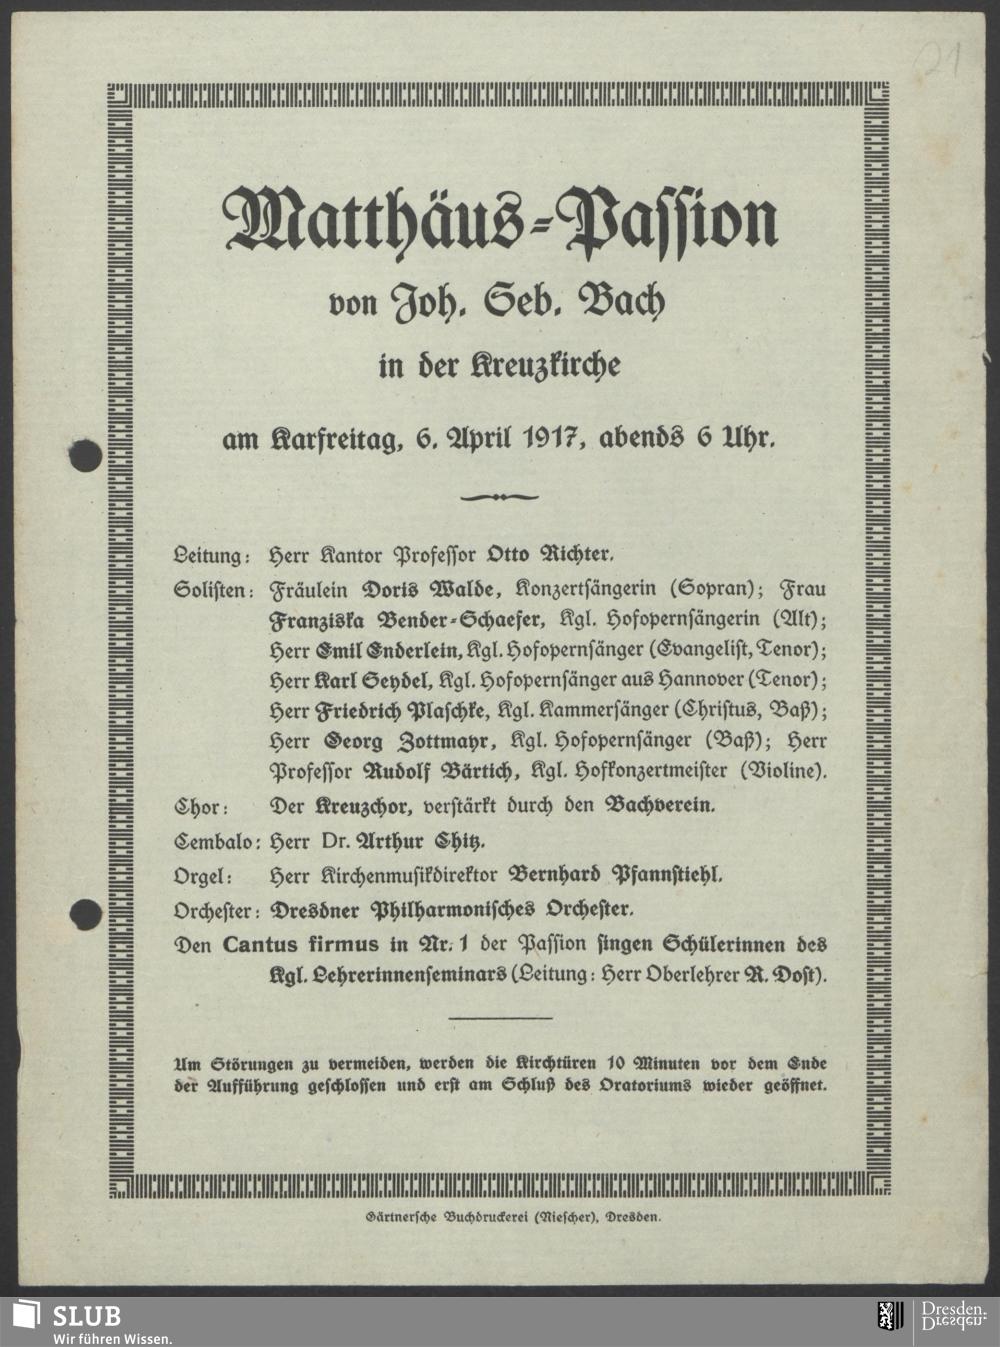 21
Matthäus-Passion
von Joh. Seb. Bach
in der Kreuzkirche
am Karfreitag, 6. April 1917, abends 6 Uhr.
Leitung: Herr Kantor Professor Otto Richter.
Solisten: Fräulein Doris Walde, Konzertsängerin (Sopran); Frau
Franziska Bender-Schaefer, Kgl. Hofopernsängerin (Alt);
Herr Emil Enderlein, Kgl. Hofopernsänger (Evangelist, Tenor);
Herr Karl Seydel, Kgl. Hofopernsänger aus Hannover (Tenor);
Herr Friedrich Plaschke, Kgl. Kammersänger (Christus, Baß);
Herr Georg Zottmayr, Kgl. Hofopernsänger (Baß); Herr
Professor Rudolf Bärtich, Kgl. Hofkonzertmeister (Violine).
Chor: Der Kreuzchor, verstärkt durch den Bachverein.
Cembalo: Herr Dr. Arthur Chitz.
Orgel: Herr Kirchenmusikdirektor Bernhard Pfannstiehl.
Orchester: Dresdner Philharmonisches Orchester.
Den Cantus firmus in Nr. 1 der Passion singen Schülerinnen des
Kgl. Lehrerinnenseminars (Leitung: Herr Oberlehrer R. Dost).
Um Störungen zu vermeiden, werden die Kirchtüren 10 Minuten vor dem Ende
der Aufführung geschlossen und erst am Schluß des Oratoriums wieder geöffnet.
Gärtnersche Buchdruckerei (Niescher), Dresden.
SLUB
Wir führen Wissen.
Dresden.
Dresden.